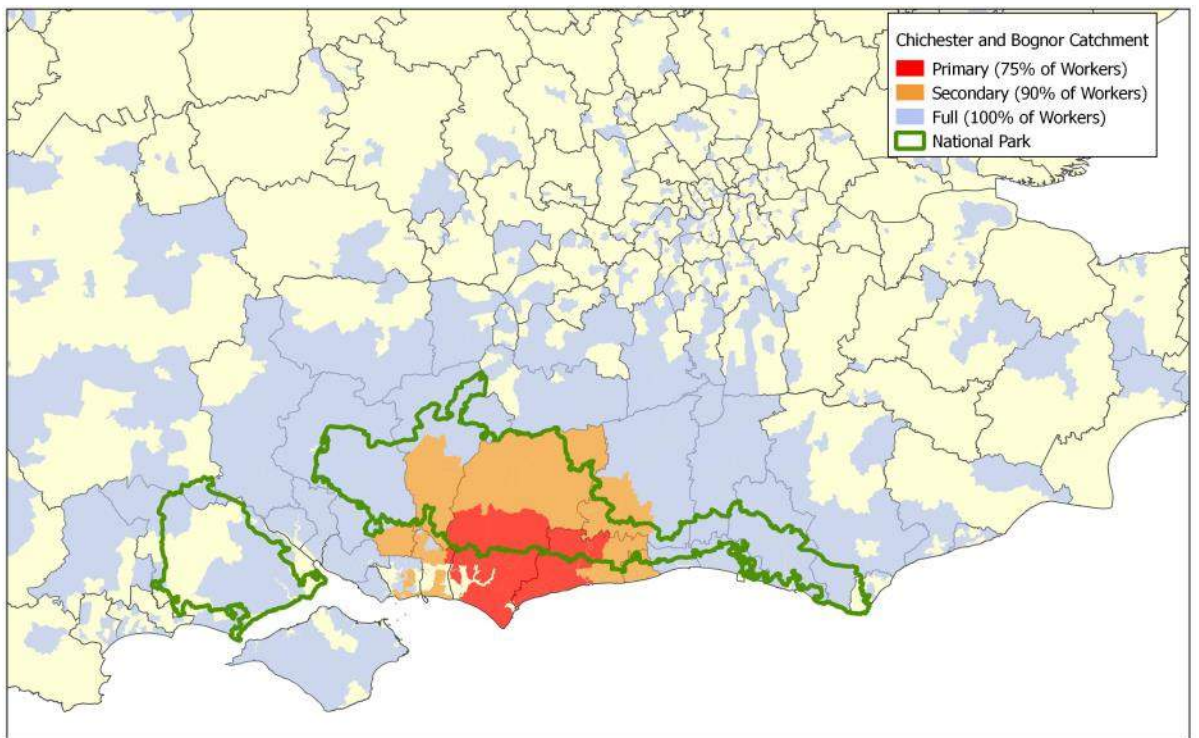 Chichester and Bognor Catchment
Primary (75% of Workers)
Secondary (90% of Workers)
Full (100% of Workers)
National Park